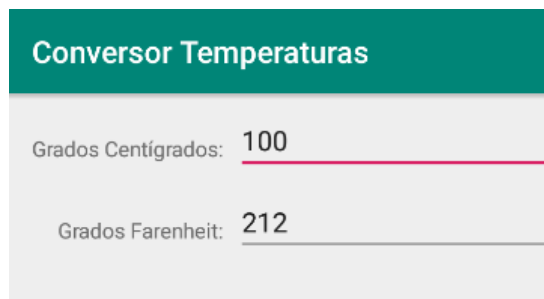 Conversor Temperaturas
Grados Centígrados: 100
Grados Farenheit: 212